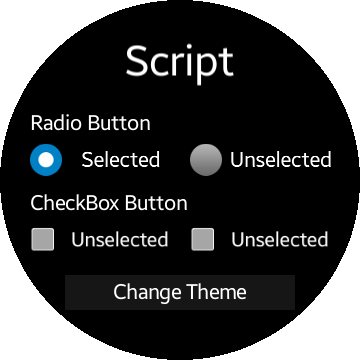 Script
Radio Button
Selected Unselected
CheckBox Button
Unselected Unselected
Change Theme